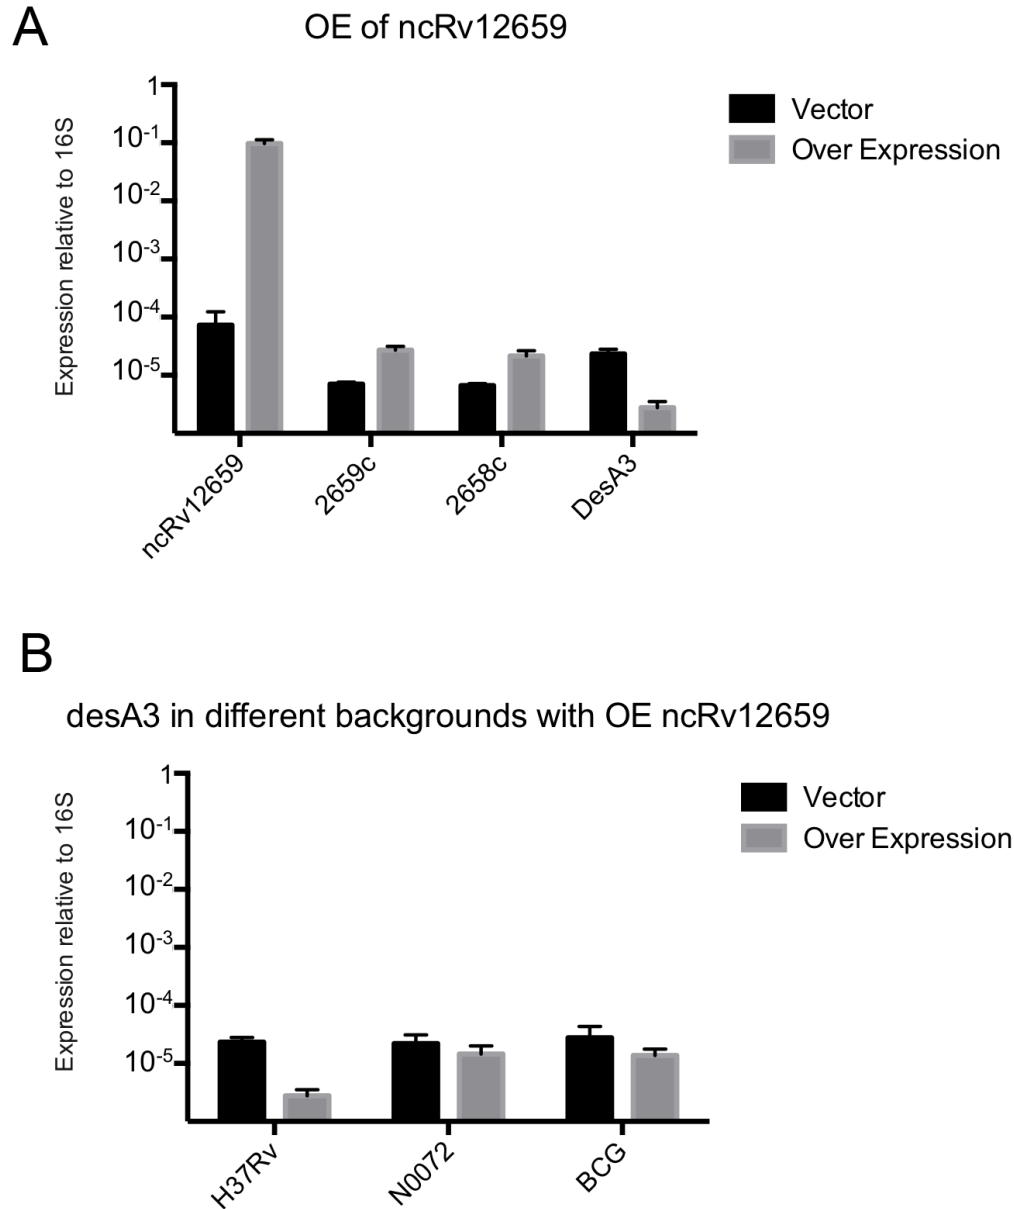 A
OE of ncRv12659
Expression relative to 16S
1
10-1
10-2
10-3
10-4
10-5
ncRv12659
2659c
2658c
DesA3
Vector
Over Expression
B
desA3 in different backgrounds with OE ncRv12659
Expression relative to 16S
1
10-1
10-2
10-3
10-4
10-5
H37Rv
N0072
BCG
Vector
Over Expression